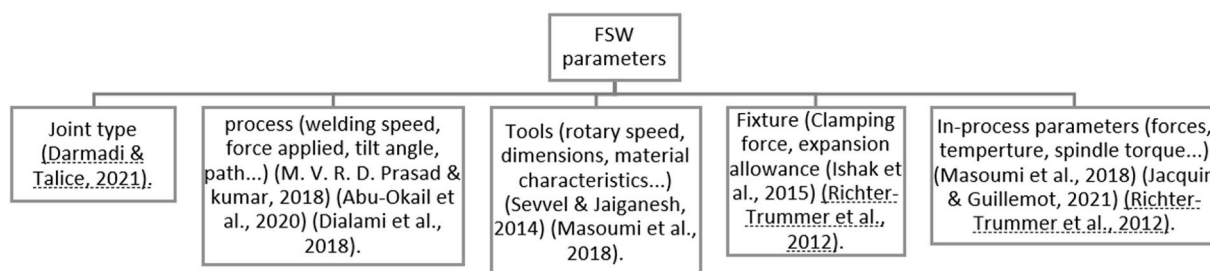 FSW
parameters
Joint type
(Darmadi &
Talice, 2021).
process (welding speed,
force applied, tilt angle,
path...) (M. V. R. D. Prasad &
kumar, 2018) (Abu-Okail et
al., 2020) (Dialami et al.,
2018).
Tools (rotary speed,
dimensions, material
characteristics...)
(Sevvel & Jaiganesh,
2014) (Masoumi et al.,
2018).
Fixture (Clamping
force, expansion
allowance (Ishak et
al., 2015) (Richter-
Trummer et al.,
2012).
In-process parameters (forces,
temperture, spindle torque...)
(Masoumi et al., 2018) (Jacquin
& Guillemot, 2021) (Richter-
Trummer et al., 2012).